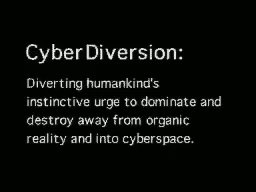 CyberDiversion:
Diverting humankind's
instinctive urge to dominate and
destroy away from organic
reality and into cyberspace.